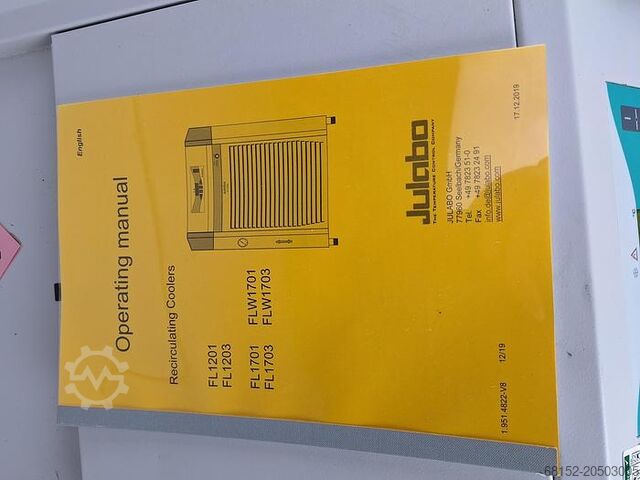 English
Operating manual
Recirculating Coolers
FL1201
FL1203
FL1701 FLW1701
FL1703 FLW1703
Julabo
THE TEMPERATURE CONTROL COMPANY
JULABO GmbH
77960 Seelbach/Germany
Tel. +49 7823 51-0
Fax +49 7823 24 91
info.de@julabo.com
www.julabo.com
1.951.4822-V8 12/19 17.12.2019
68152-20503005